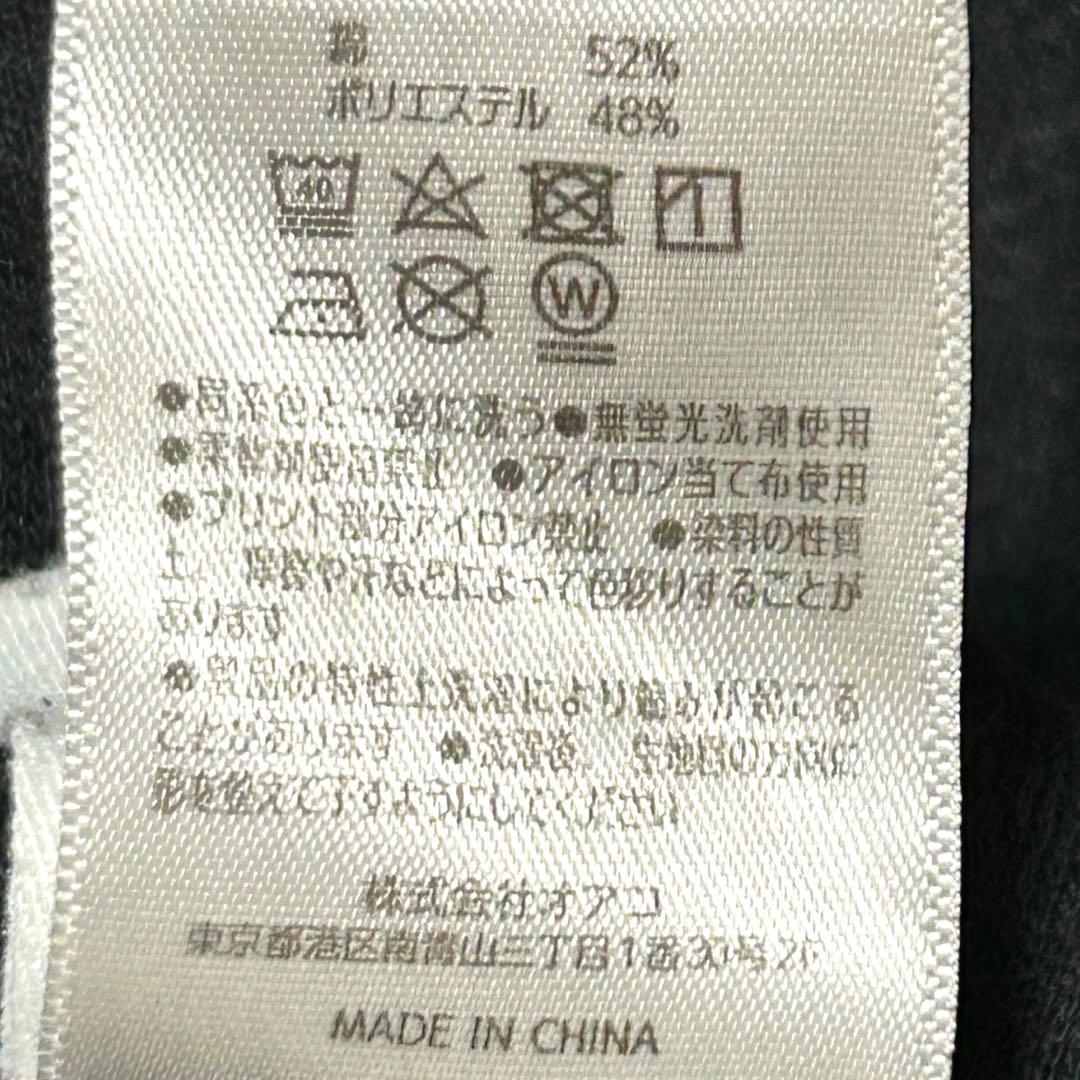 綿 52%
ポリエステル 48%
40
1
W
●同系色と一緒に洗う●無蛍光洗剤使用
●柔軟剤使用禁止 ●アイロン当て布使用
●プリント部分アイロン禁止 ●染料の性質
上、摩擦や汗などによって色移りすることが
あります
●製品の特性上洗濯により縮みが起こる
ことがあります ●洗濯後、生地目の方向に
形を整えて干すようにしてください
株式会社オアコ
東京都港区南青山三丁目1番30号2F
MADE IN CHINA